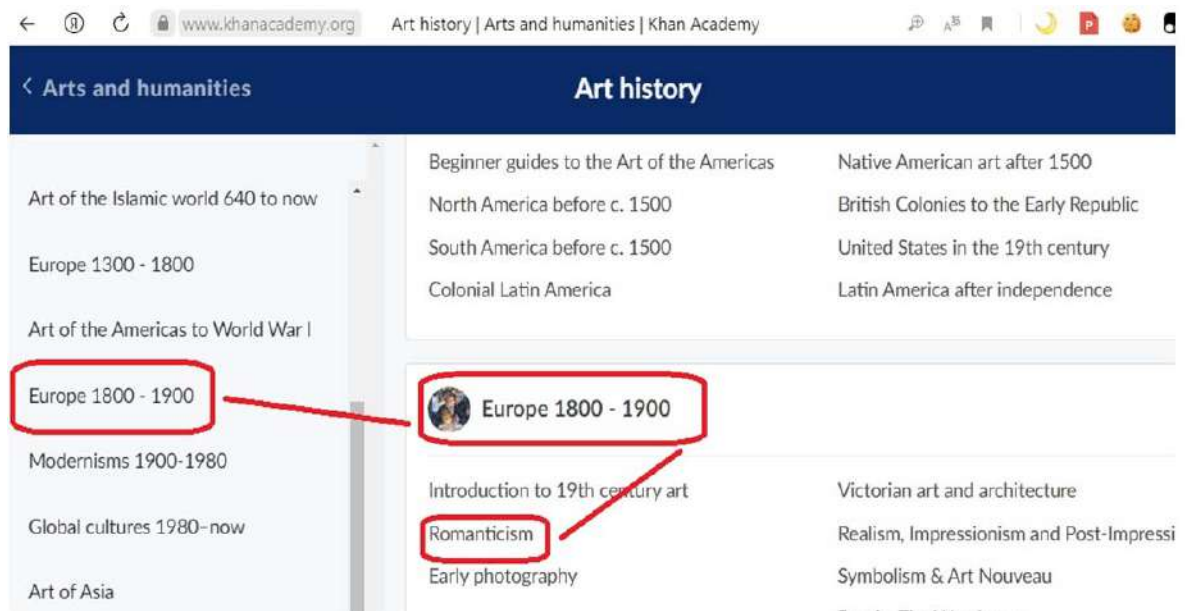 www.khanacademy.org Art history | Arts and humanities | Khan Academy
Arts and humanities
Art history
Art of the Islamic world 640 to now
Europe 1300 - 1800
Art of the Americas to World War I
Europe 1800 - 1900
Modernisms 1900-1980
Global cultures 1980–now
Art of Asia
Beginner guides to the Art of the Americas
North America before c. 1500
South America before c. 1500
Colonial Latin America
Native American art after 1500
British Colonies to the Early Republic
United States in the 19th century
Latin America after independence
Europe 1800 - 1900
Introduction to 19th century art
Romanticism
Early photography
Victorian art and architecture
Realism, Impressionism and Post-Impressi
Symbolism & Art Nouveau